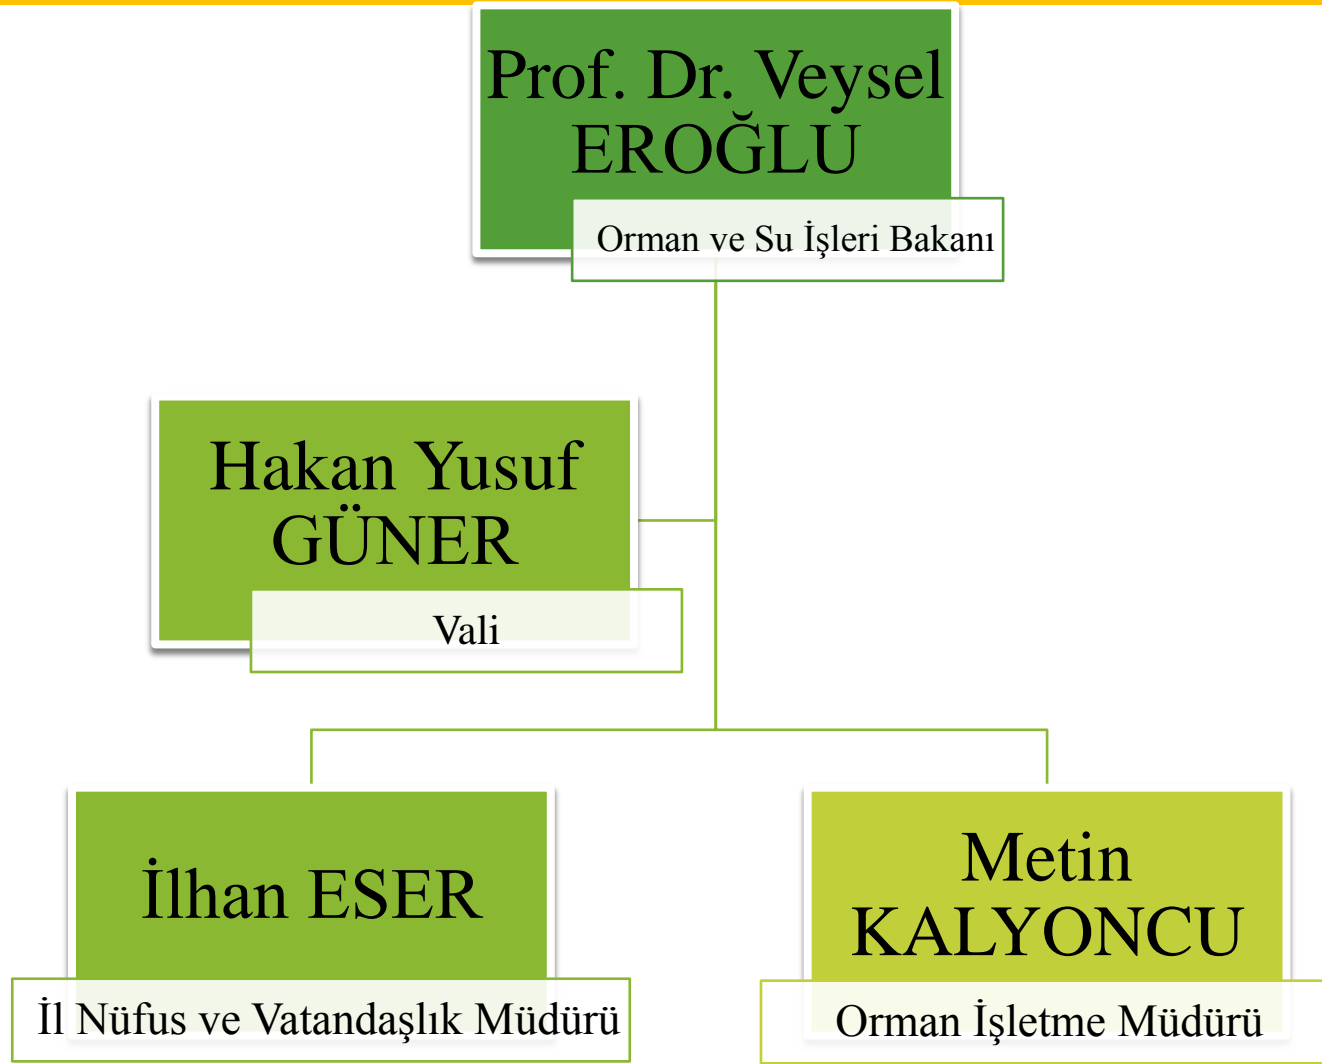 Prof. Dr. Veysel
EROĞLU
Orman ve Su İşleri Bakanı
Hakan Yusuf
GÜNER
Vali
İlhan ESER
İl Nüfus ve Vatandaşlık Müdürü
Metin
KALYONCU
Orman İşletme Müdürü